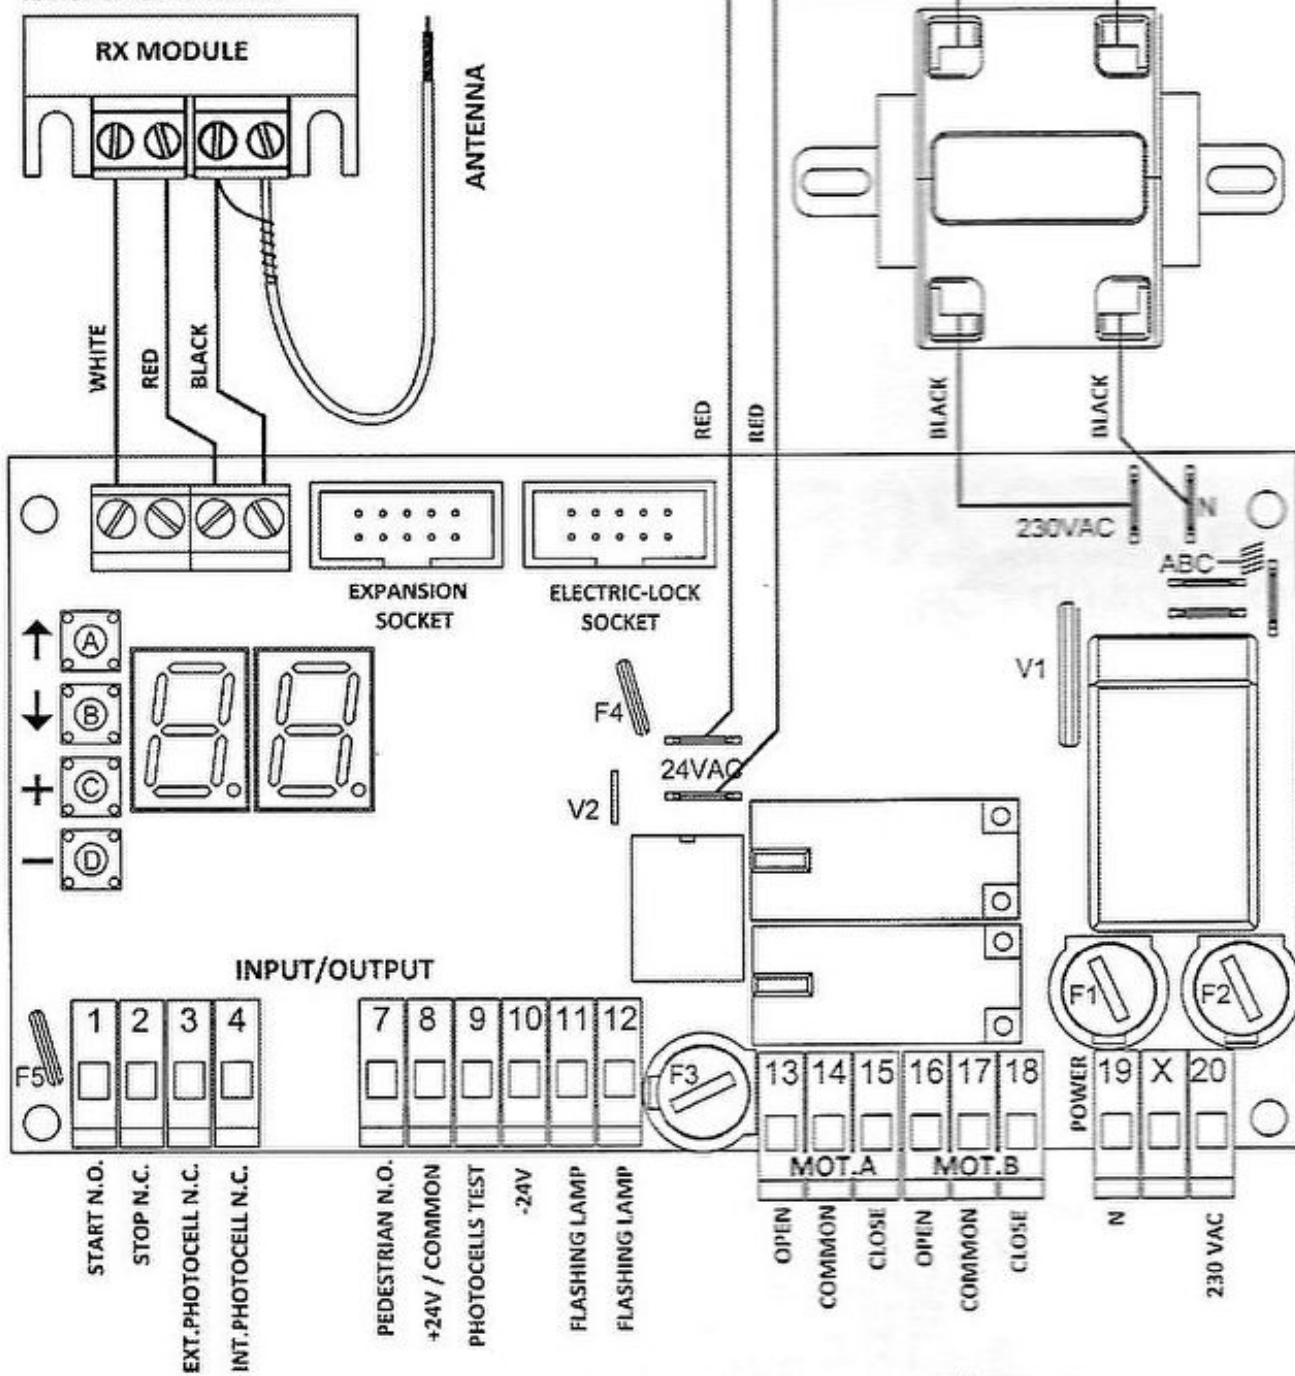 RX MODULE
ANTENNA
WHITE
RED
BLACK
RED
RED
BLACK
BLACK
230VAC
N
ABC
EXPANSION
SOCKET
ELECTRIC-LOCK
SOCKET
A
B
C
D
+
−
F4
24VAC
V2
V1
INPUT/OUTPUT
F1
F2
F3
F5
1 2 3 4
7 8 9 10 11 12
13 14 15 16 17 18
POWER
19 X 20
MOT.A
MOT.B
START N.O.
STOP N.C.
EXT.PHOTOCELL N.C.
INT.PHOTOCELL N.C.
PEDESTRIAN N.O.
+24V / COMMON
PHOTOCELLS TEST
-24V
FLASHING LAMP
FLASHING LAMP
OPEN
COMMON
CLOSE
OPEN
COMMON
CLOSE
N
230 VAC